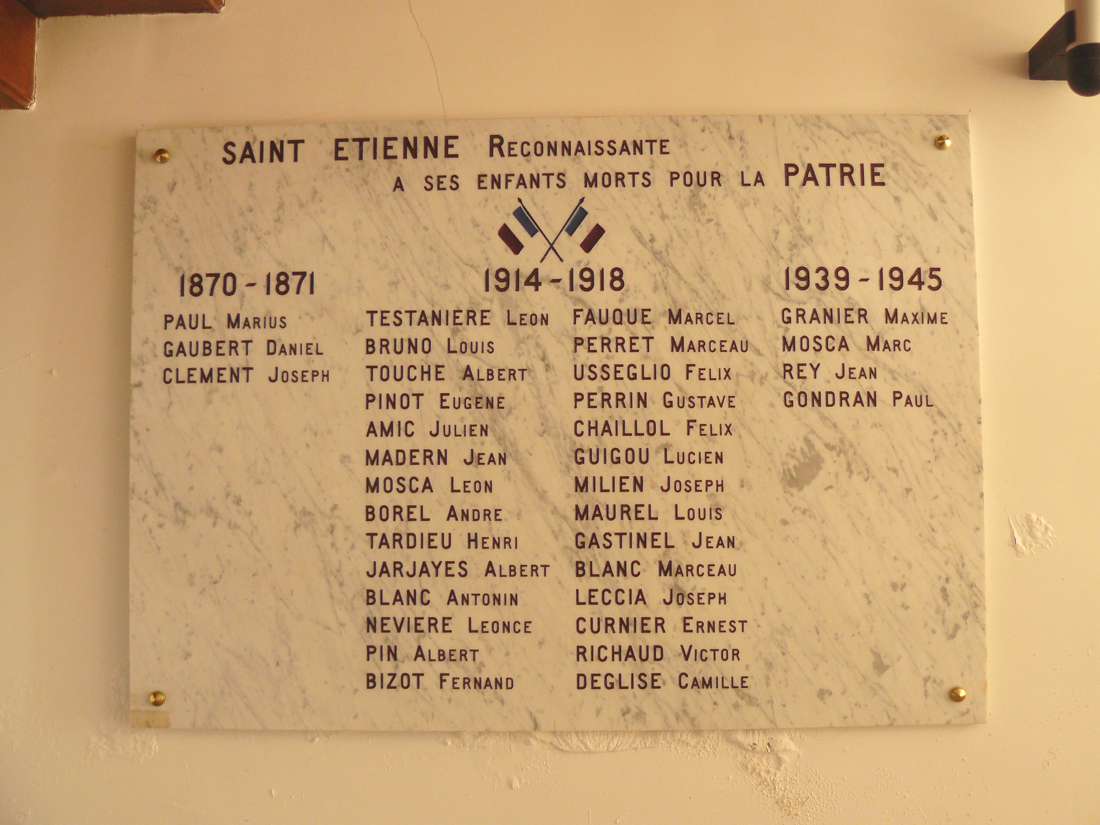 SAINT ETIENNE RECONNAISSANTE
A SES ENFANTS MORTS POUR LA PATRIE
1870-1871
PAUL MARIUS
GAUBERT DANIEL
CLEMENT JOSEPH
1914-1918
TESTANIÈRE LEON
BRUNO LOUIS
TOUCHE ALBERT
PINOT EUGENE
AMIC JULIEN
MADERN JEAN
MOSCA LEON
BOREL ANDRE
TARDIEU HENRI
JARJAYES ALBERT
BLANC ANTONIN
NEVIERE LEONCE
PIN ALBERT
BIZOT FERNAND
FAUQUE MARCEL
PERRET MARCEAU
USSEGLIO FELIX
PERRIN GUSTAVE
CHAILLOL FELIX
GUIGOU LUCIEN
MILIEN JOSEPH
MAUREL LOUIS
GASTINEL JEAN
BLANC MARCEAU
LECCIA JOSEPH
CURNIER ERNEST
RICHAUD VICTOR
DEGLISE CAMILLE
1939-1945
GRANIER MAXIME
MOSCA MARC
REY JEAN
GONDRAN PAUL